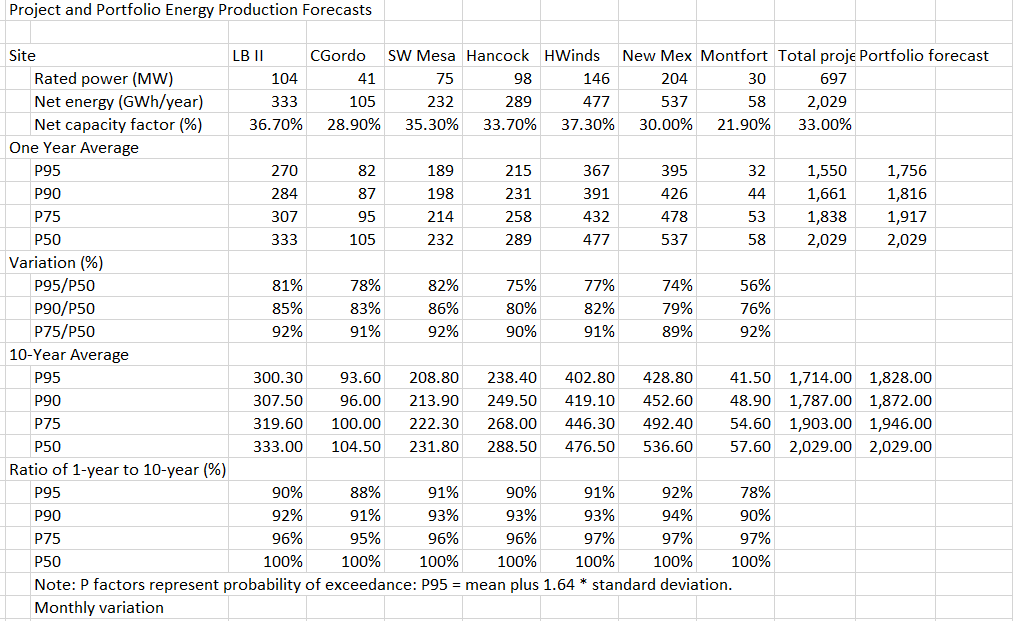 Project and Portfolio Energy Production Forecasts
Site LB II CGordo SW Mesa Hancock HWinds New Mex Montfort Total proje Portfolio forecast
Rated power (MW) 104 41 75 98 146 204 30 697
Net energy (GWh/year) 333 105 232 289 477 537 58 2,029
Net capacity factor (%) 36.70% 28.90% 35.30% 33.70% 37.30% 30.00% 21.90% 33.00%
One Year Average
P95 270 82 189 215 367 395 32 1,550 1,756
P90 284 87 198 231 391 426 44 1,661 1,816
P75 307 95 214 258 432 478 53 1,838 1,917
P50 333 105 232 289 477 537 58 2,029 2,029
Variation (%)
P95/P50 81% 78% 82% 75% 77% 74% 56%
P90/P50 85% 83% 86% 80% 82% 79% 76%
P75/P50 92% 91% 92% 90% 91% 89% 92%
10-Year Average
P95 300.30 93.60 208.80 238.40 402.80 428.80 41.50 1,714.00 1,828.00
P90 307.50 96.00 213.90 249.50 419.10 452.60 48.90 1,787.00 1,872.00
P75 319.60 100.00 222.30 268.00 446.30 492.40 54.60 1,903.00 1,946.00
P50 333.00 104.50 231.80 288.50 476.50 536.60 57.60 2,029.00 2,029.00
Ratio of 1-year to 10-year (%)
P95 90% 88% 91% 90% 91% 92% 78%
P90 92% 91% 93% 93% 93% 94% 90%
P75 96% 95% 96% 96% 97% 97% 97%
P50 100% 100% 100% 100% 100% 100% 100%
Note: P factors represent probability of exceedance: P95 = mean plus 1.64 * standard deviation.
Monthly variation